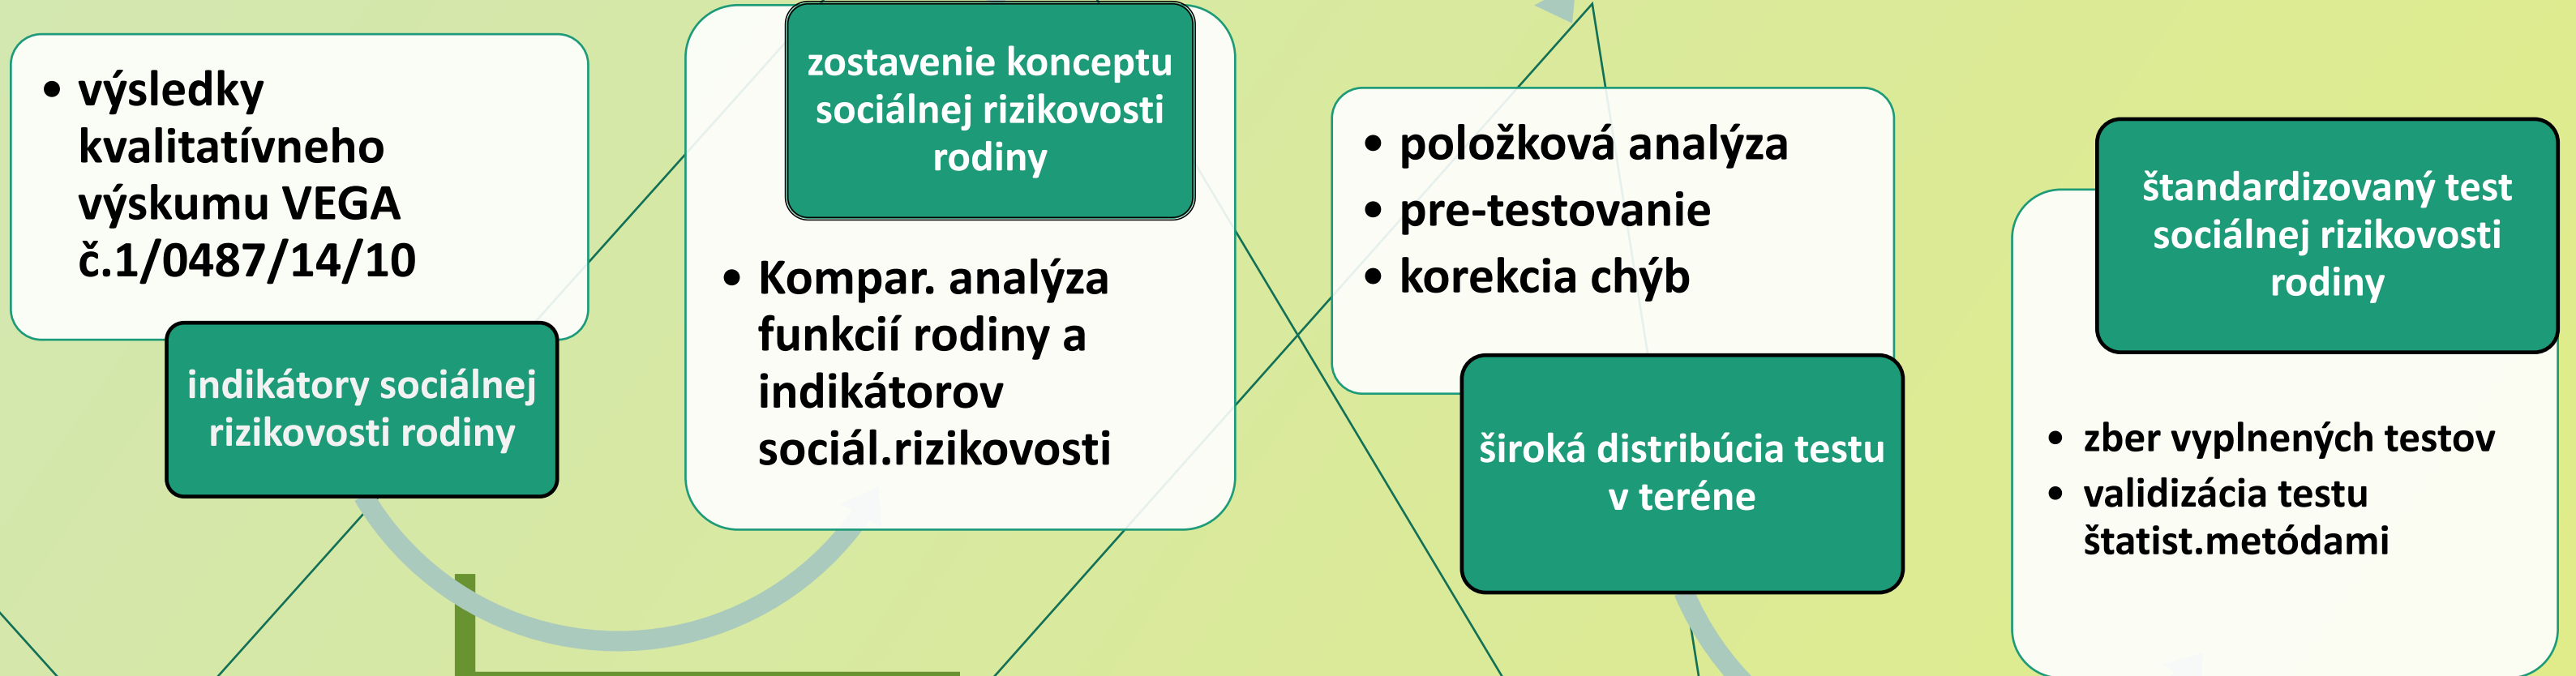 • výsledky
kvalitatívneho
výskumu VEGA
č.1/0487/14/10
indikátory sociálnej
rizikovosti rodiny
zostavenie konceptu
sociálnej rizikovosti
rodiny
• Kompar. analýza
funkcií rodiny a
indikátorov
sociál.rizikovosti
• položková analýza
• pre-testovanie
• korekcia chýb
široká distribúcia testu
v teréne
štandardizovaný test
sociálnej rizikovosti
rodiny
• zber vyplnených testov
• validizácia testu
štatist.metódami